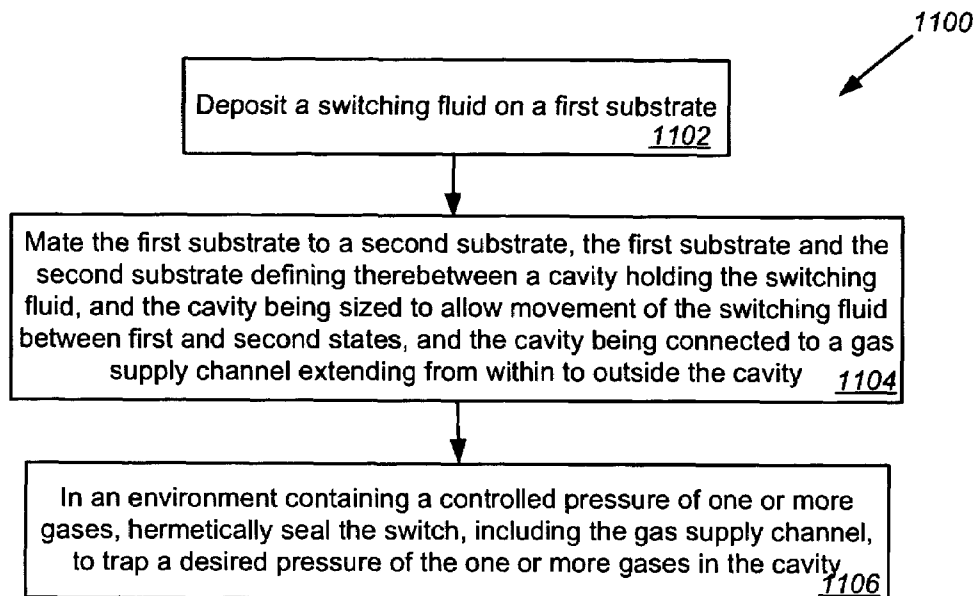 1100
Deposit a switching fluid on a first substrate
1102
Mate the first substrate to a second substrate, the first substrate and the
second substrate defining therebetween a cavity holding the switching
fluid, and the cavity being sized to allow movement of the switching fluid
between first and second states, and the cavity being connected to a gas
supply channel extending from within to outside the cavity 1104
In an environment containing a controlled pressure of one or more
gases, hermetically seal the switch, including the gas supply channel,
to trap a desired pressure of the one or more gases in the cavity
1106